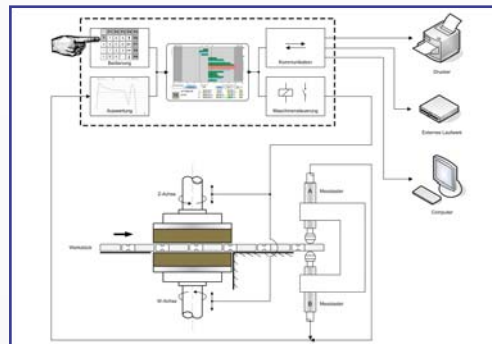 Bedienung
Kommunikation
Drucker
Auswertung
Maschinensteuerung
Externes Laufwerk
Computer
Z-Achse
A
Messtaster
Werkstück
W-Achse
B
Messtaster